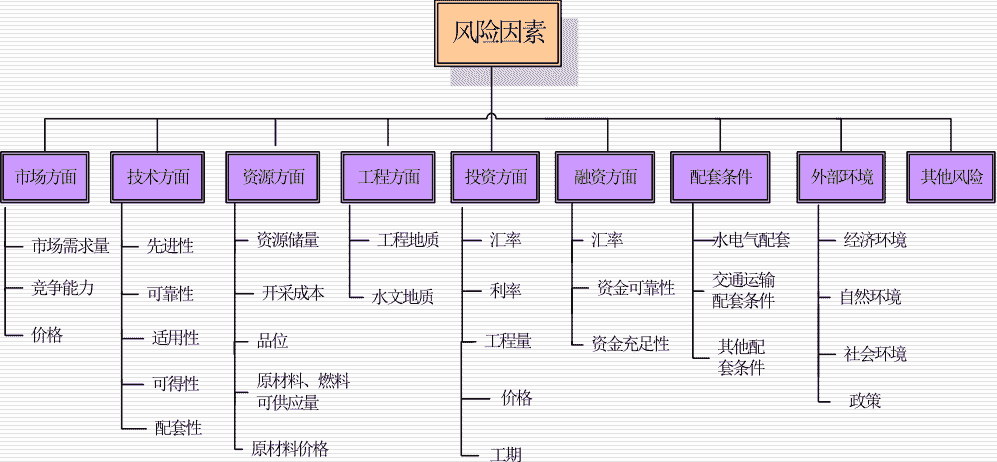 风险因素
市场方面
技术方面
资源方面
工程方面
投资方面
融资方面
配套条件
外部环境
其他风险
市场需求量
竞争能力
价格
先进性
可靠性
适用性
可得性
配套性
资源储量
开采成本
品位
原材料、燃料
可供应量
原材料价格
工程地质
水文地质
汇率
利率
工程量
价格
工期
汇率
资金可靠性
资金充足性
水电气配套
交通运输
配套条件
其他配
套条件
经济环境
自然环境
社会环境
政策